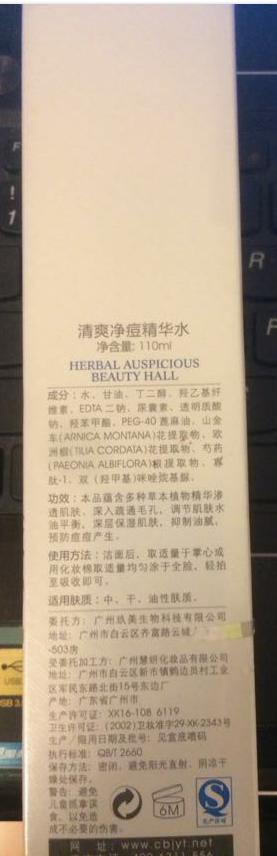 清爽净痘精华水
净含量: 110ml
HERBAL AUSPICIOUS
BEAUTY HALL
成分：水、甘油、丁二醇、羟乙基纤
维素、EDTA 二钠、尿囊素、透明质酸
钠、羟苯甲酯、PEG-40 蓖麻油、山金
车(ARNICA MONTANA)花提取物、欧
洲椴(TILIA CORDATA)花提取物、芍药
(PAEONIA ALBIFLORA)根提取物、寡
肽-1、双 (羟甲基)咪唑烷基脲。
功效：本品蕴含多种草本植物精华渗
透肌肤，深入疏通毛孔，调节肌肤水
油平衡，深层保湿肌肤，抑制油腻，
预防痘痘产生。
使用方法：洁面后，取适量于掌心或
用化妆棉取适量均匀涂于全脸，轻拍
至吸收即可。
适用肤质：中、干、油性肤质。
委托方：广州玖美生物科技有限公司
地址：广州市白云区齐富路云城
-503房
受委托加工方：广州慧妍化妆品有限公司
地址：广州市白云区新市镇鹤边员村工业
区军民东路北街15号东边厂
产地：广东省广州市
生产许可证：XK16-108 6119
卫生许可证：(2002)卫妆准字29-XK-2343号
生产／限用日期及批号：见盒底喷码
执行标准：QB/T 2660
保存方法：密闭，避免阳光直射，阴凉干
燥处保存。
警告：避免
儿童抓拿误
食，以免造
成不必要的伤害。
6M
生产许可
网 址：www.cbjyt.net